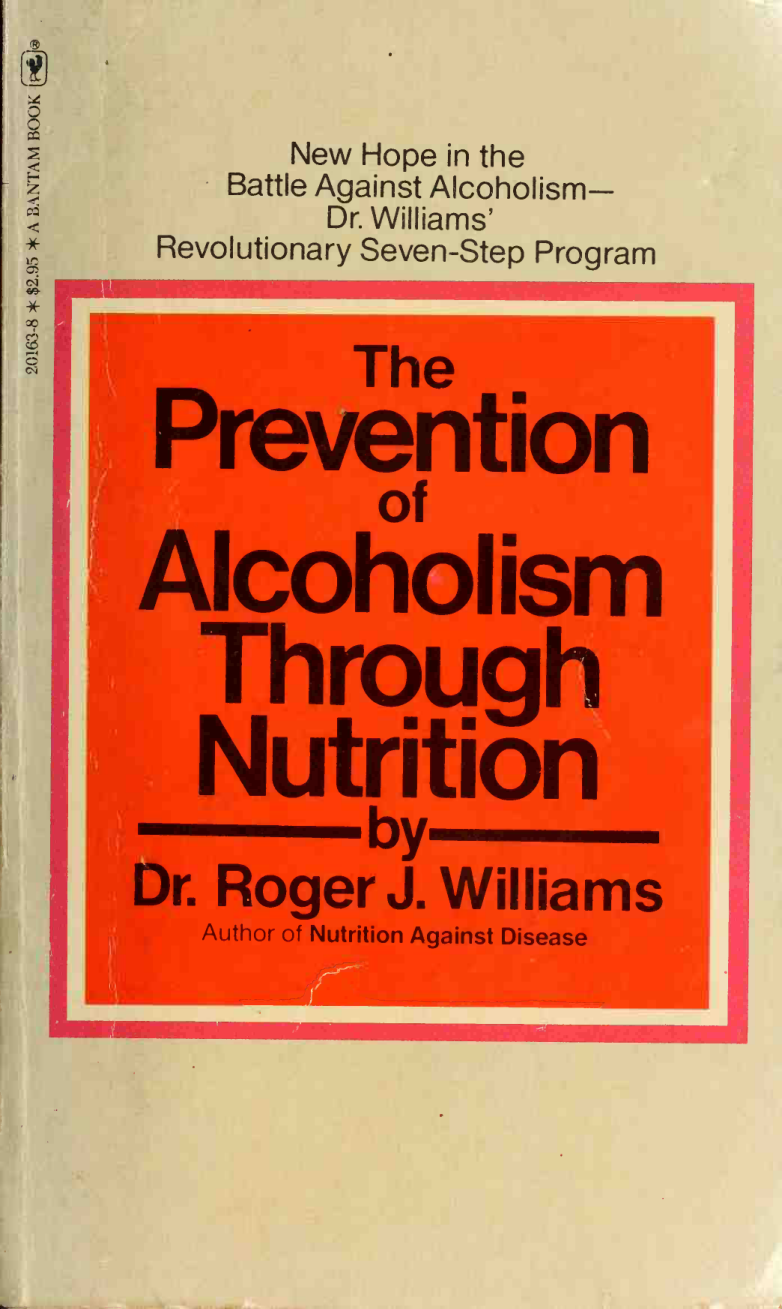 20163-8 * $2.95 * A BANTAM BOOK
New Hope in the
Battle Against Alcoholism—
Dr. Williams'
Revolutionary Seven-Step Program
The
Prevention
of
Alcoholism
Through
Nutrition
by
Dr. Roger J. Williams
Author of Nutrition Against Disease